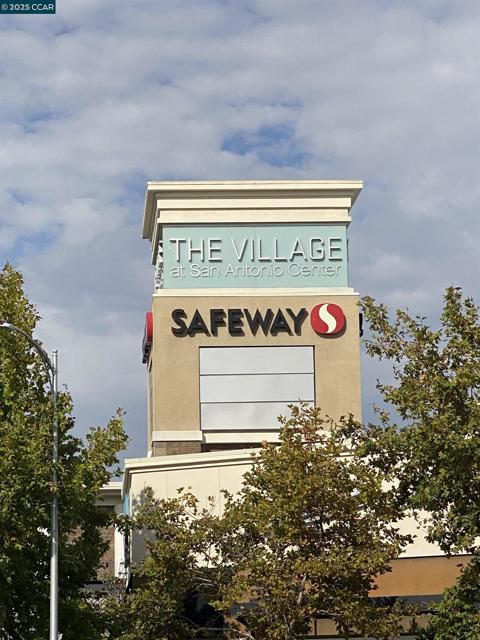 © 2025 CCAR
THE VILLAGE
at San Antonio Center
SAFEWAY